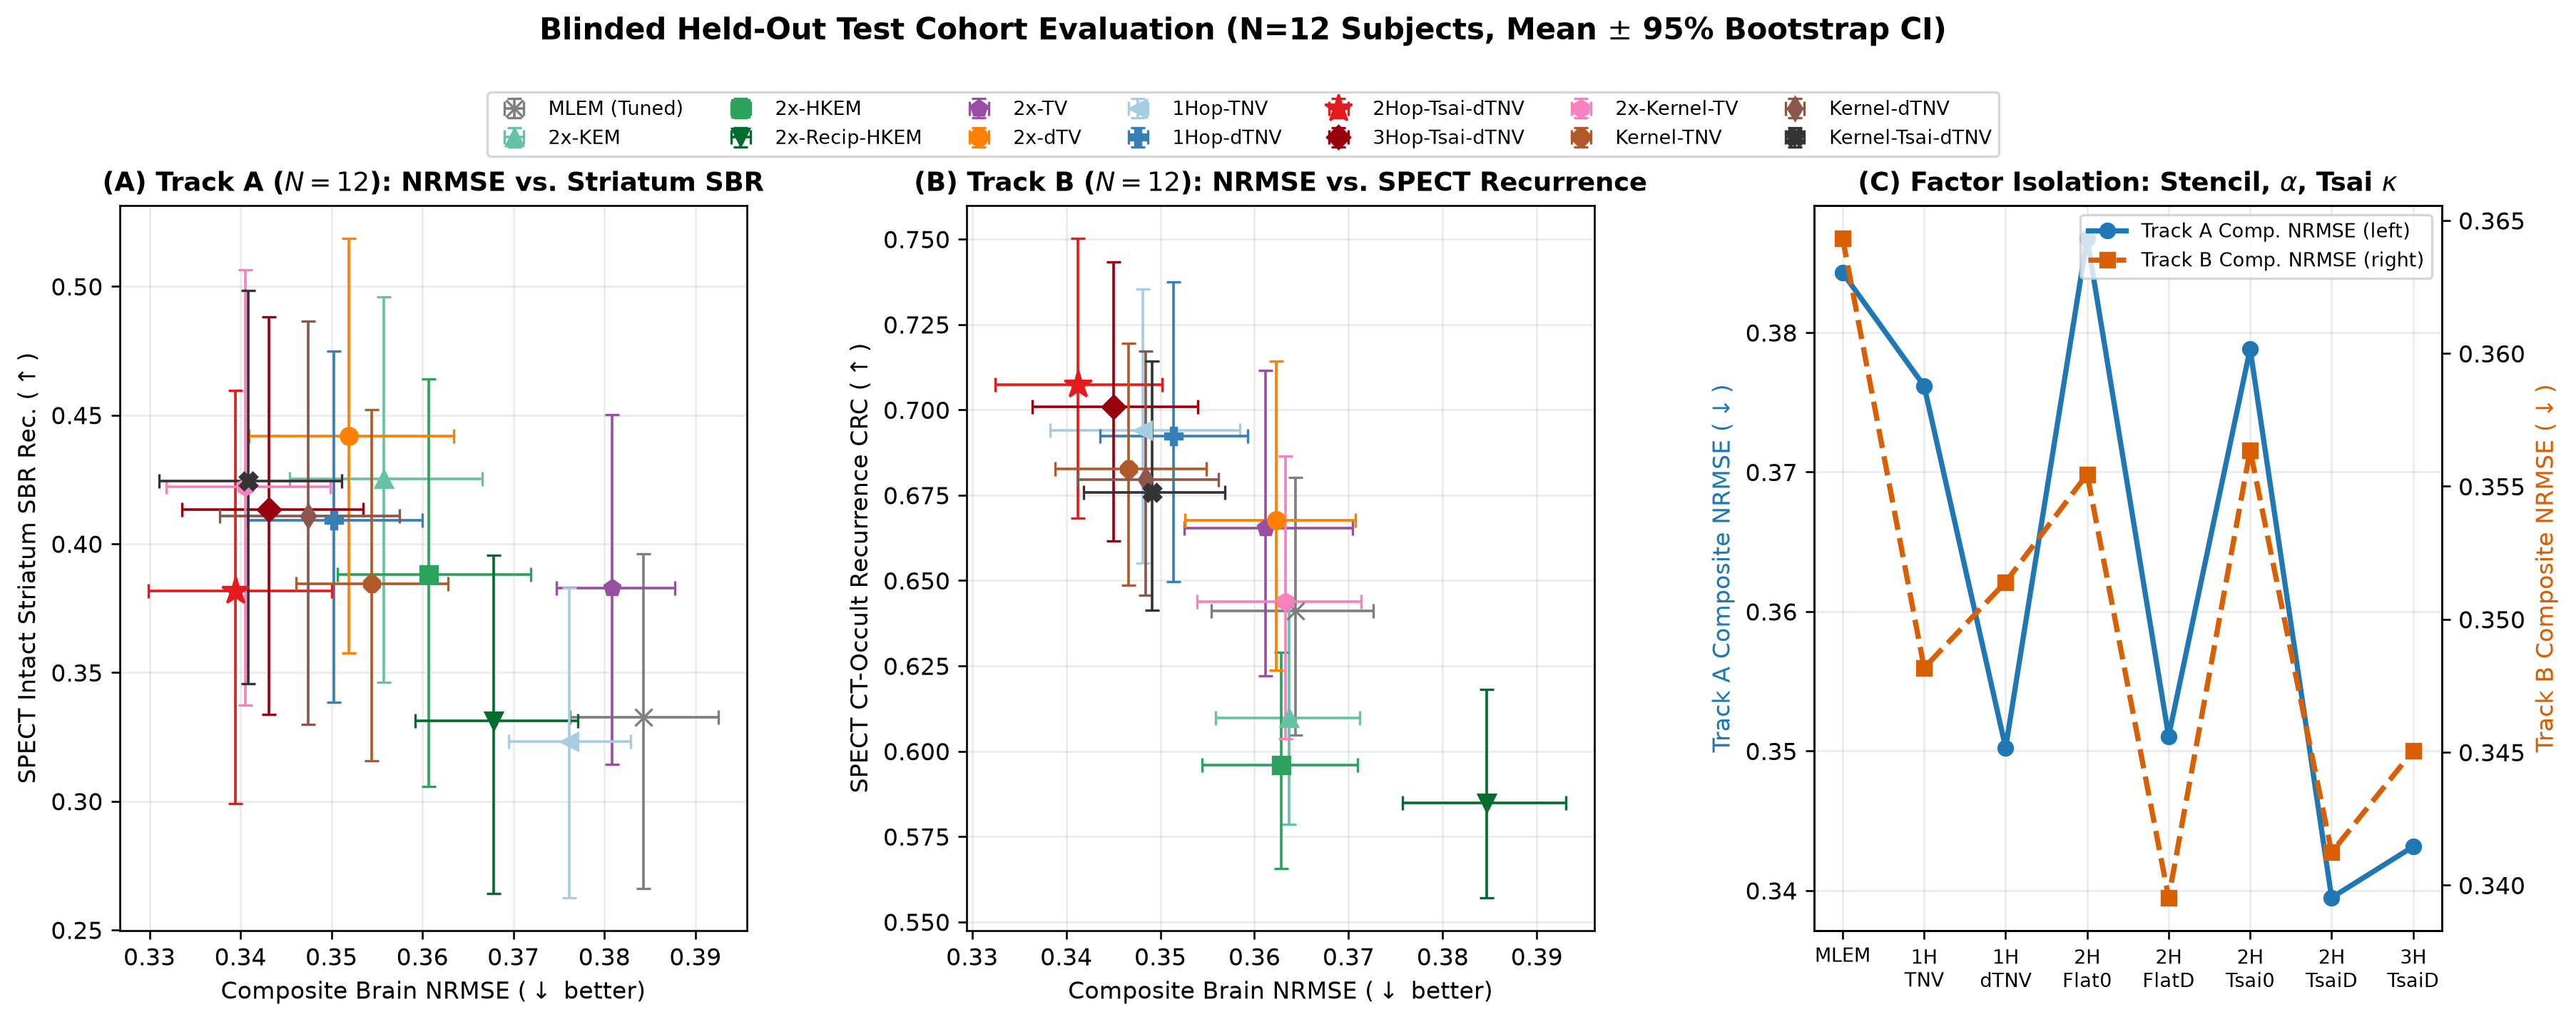 Blinded Held-Out Test Cohort Evaluation (N=12 Subjects, Mean ± 95% Bootstrap CI)
MLEM (Tuned)
2x-KEM
2x-HKEM
2x-Recip-HKEM
2x-TV
2x-dTV
1Hop-TNV
1Hop-dTNV
2Hop-Tsai-dTNV
3Hop-Tsai-dTNV
2x-Kernel-TV
Kernel-TNV
Kernel-dTNV
Kernel-Tsai-dTNV
(A) Track A (N = 12): NRMSE vs. Striatum SBR
SPECT Intact Striatum SBR Rec. (↑)
0.50
0.45
0.40
0.35
0.30
0.25
0.33 0.34 0.35 0.36 0.37 0.38 0.39
Composite Brain NRMSE (↓ better)
(B) Track B (N = 12): NRMSE vs. SPECT Recurrence
SPECT CT-Occult Recurrence CRC (↑)
0.750
0.725
0.700
0.675
0.650
0.625
0.600
0.575
0.550
0.33 0.34 0.35 0.36 0.37 0.38 0.39
Composite Brain NRMSE (↓ better)
(C) Factor Isolation: Stencil, α, Tsai κ
Track A Comp. NRMSE (left)
Track B Comp. NRMSE (right)
Track A Composite NRMSE (↓)
0.38
0.37
0.36
0.35
0.34
MLEM
1H
TNV
1H
dTNV
2H
Flat0
2H
FlatD
2H
Tsai0
2H
TsaiD
3H
TsaiD
0.365
0.360
0.355
0.350
0.345
0.340
Track B Composite NRMSE (↓)